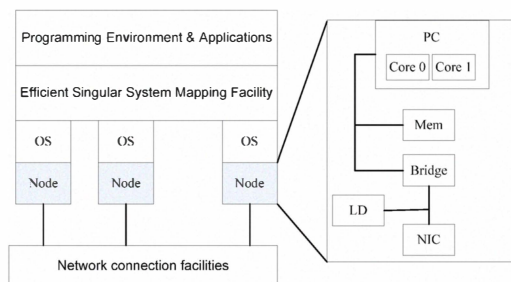 Programming Environment & Applications
Efficient Singular System Mapping Facility
OS OS OS
Node Node Node
Network connection facilities
PC
Core 0 Core 1
Mem
Bridge
LD
NIC